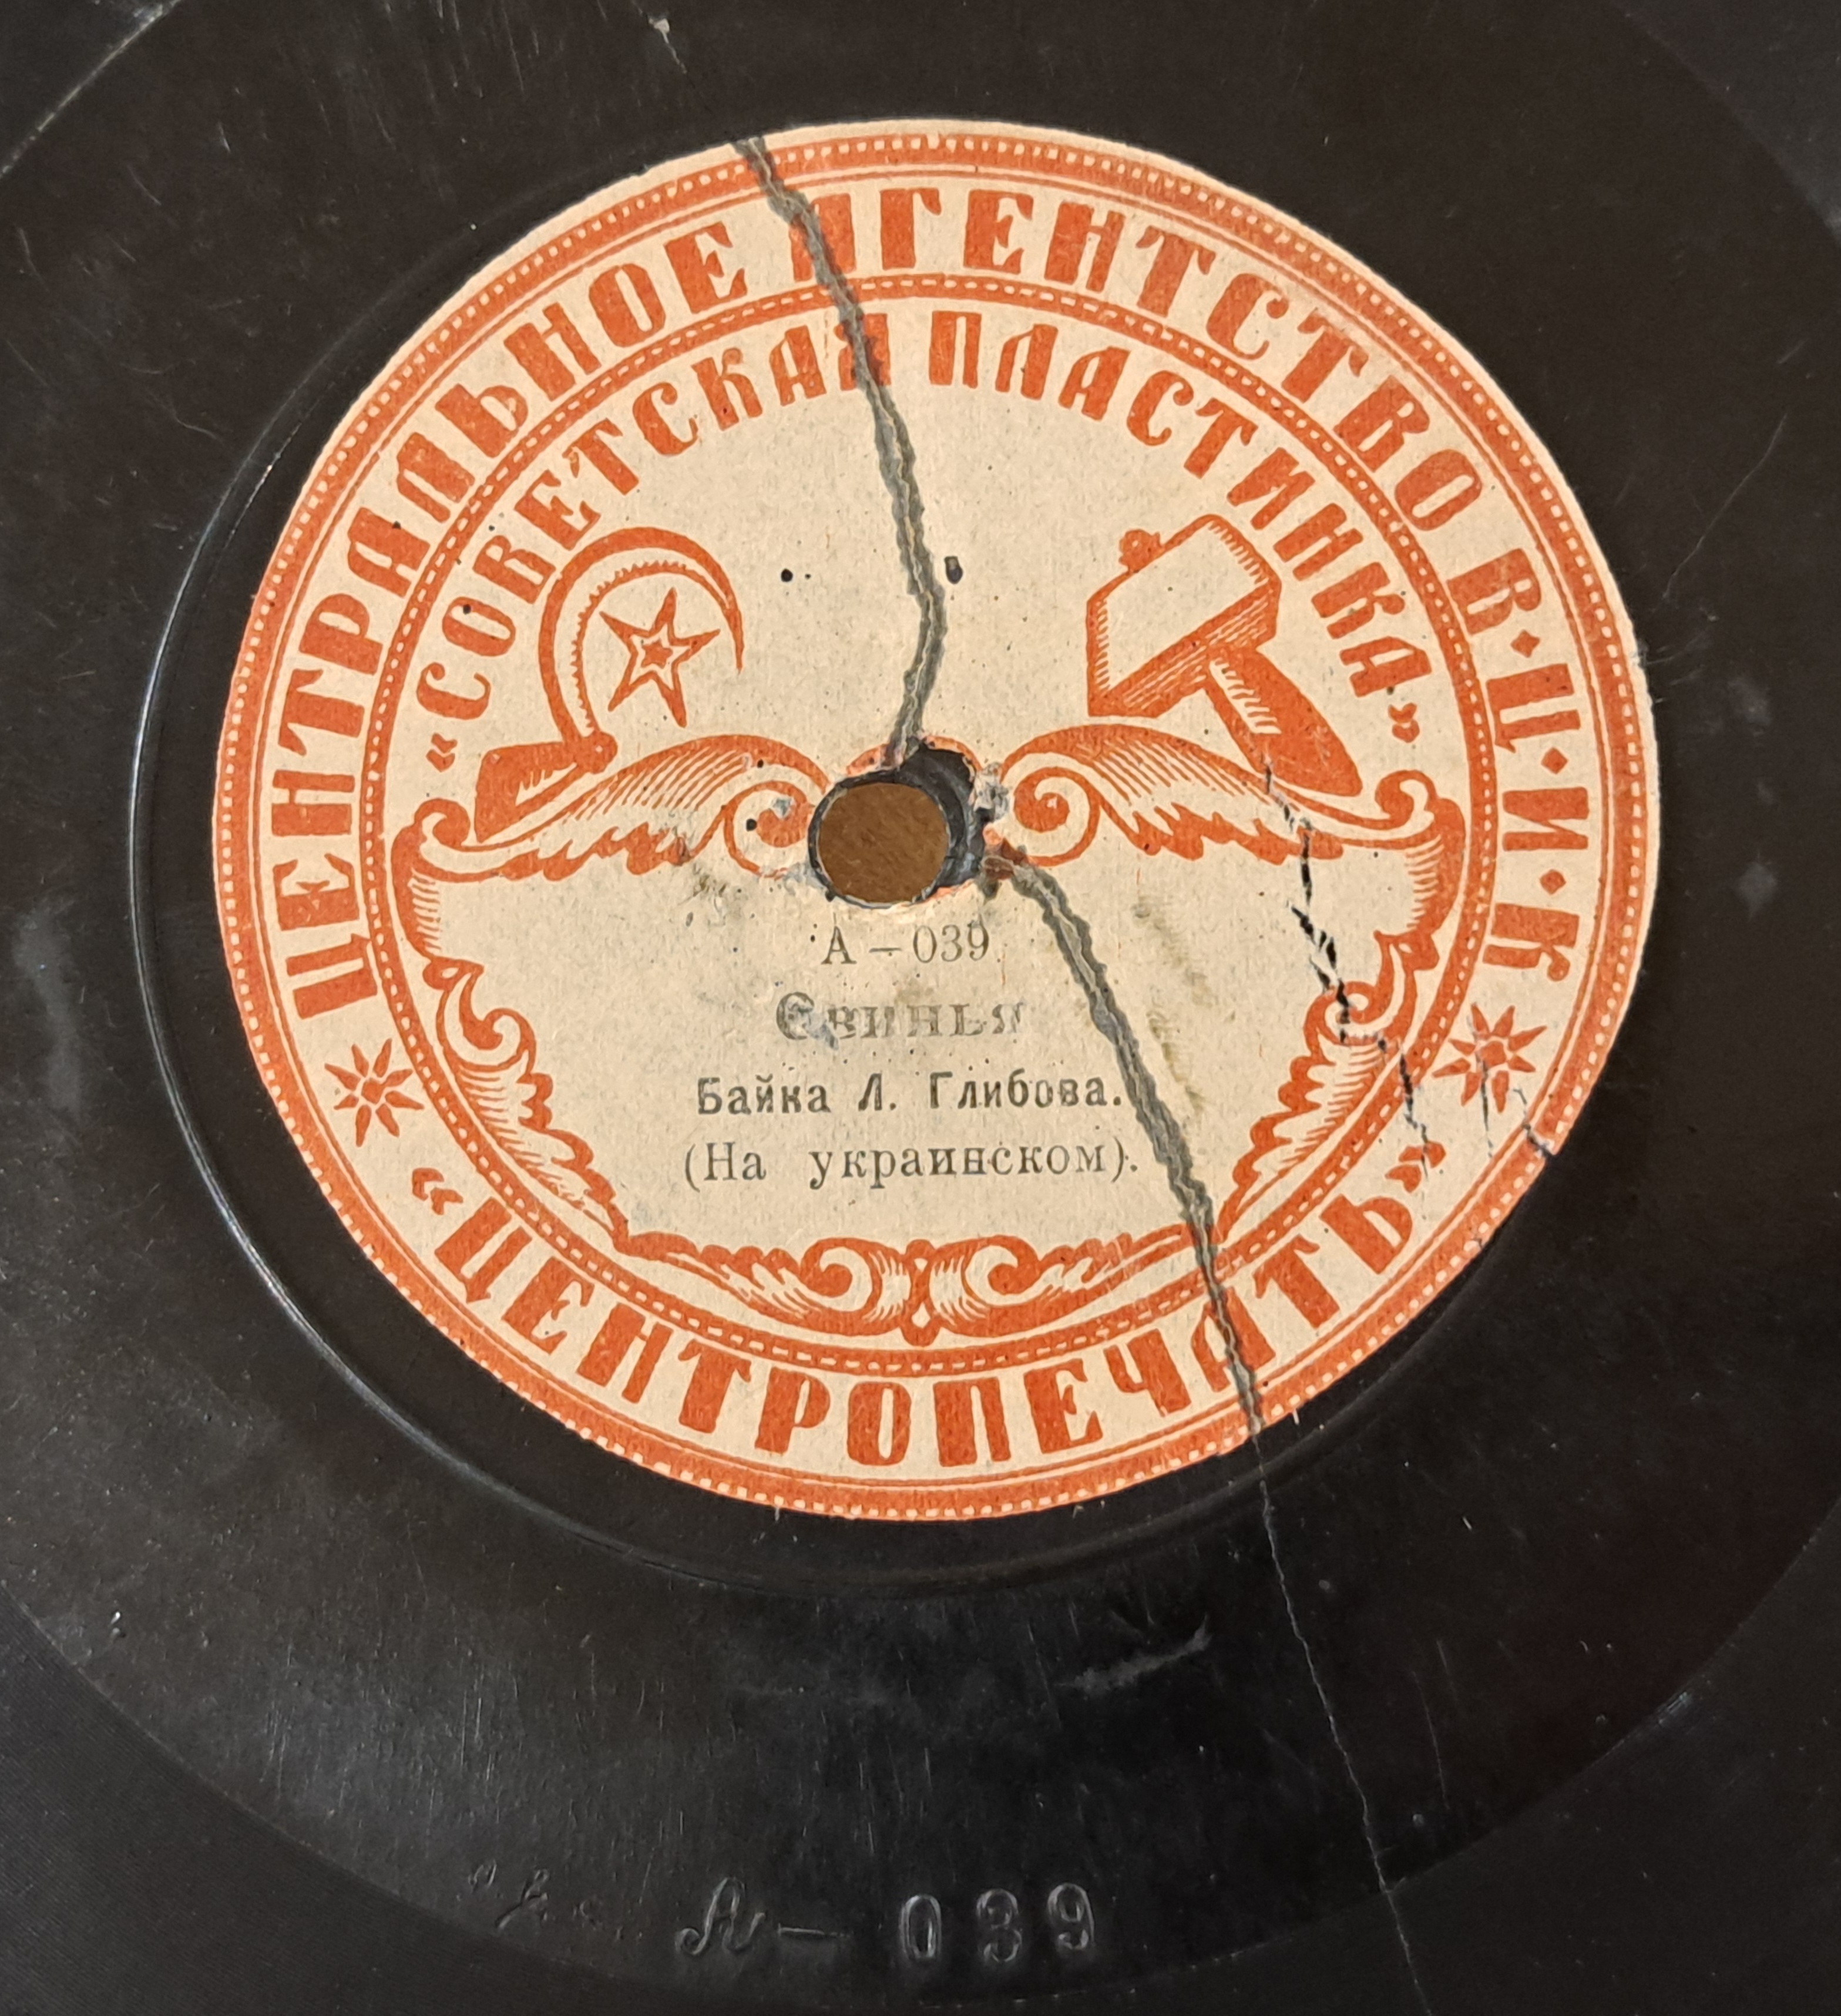 ЦЕНТРАЛЬНОЕ АГЕНТСТВО В·Ц·И·К
«СОВЕТСКАЯ ПЛАСТИНКА»
А – 039
Свинья
Байка Л. Глибова.
(На украинском).
«ЦЕНТРОПЕЧАТЬ»
А – 039